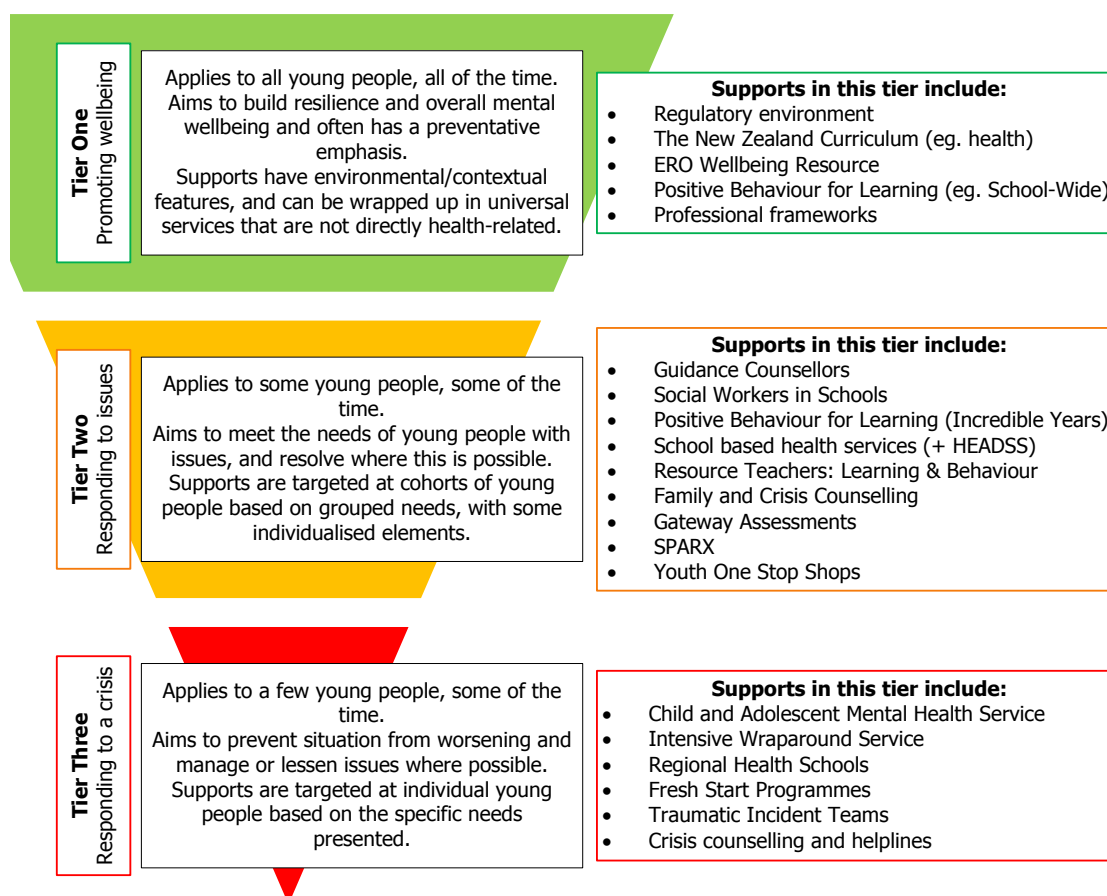 Tier One
Promoting wellbeing
Applies to all young people, all of the time.
Aims to build resilience and overall mental
wellbeing and often has a preventative
emphasis.
Supports have environmental/contextual
features, and can be wrapped up in universal
services that are not directly health-related.
Supports in this tier include:
• Regulatory environment
• The New Zealand Curriculum (eg. health)
• ERO Wellbeing Resource
• Positive Behaviour for Learning (eg. School-Wide)
• Professional frameworks
Tier Two
Responding to issues
Applies to some young people, some of the
time.
Aims to meet the needs of young people with
issues, and resolve where this is possible.
Supports are targeted at cohorts of young
people based on grouped needs, with some
individualised elements.
Supports in this tier include:
• Guidance Counsellors
• Social Workers in Schools
• Positive Behaviour for Learning (Incredible Years)
• School based health services (+ HEADSS)
• Resource Teachers: Learning & Behaviour
• Family and Crisis Counselling
• Gateway Assessments
• SPARX
• Youth One Stop Shops
Tier Three
Responding to a crisis
Applies to a few young people, some of the
time.
Aims to prevent situation from worsening and
manage or lessen issues where possible.
Supports are targeted at individual young
people based on the specific needs
presented.
Supports in this tier include:
• Child and Adolescent Mental Health Service
• Intensive Wraparound Service
• Regional Health Schools
• Fresh Start Programmes
• Traumatic Incident Teams
• Crisis counselling and helplines